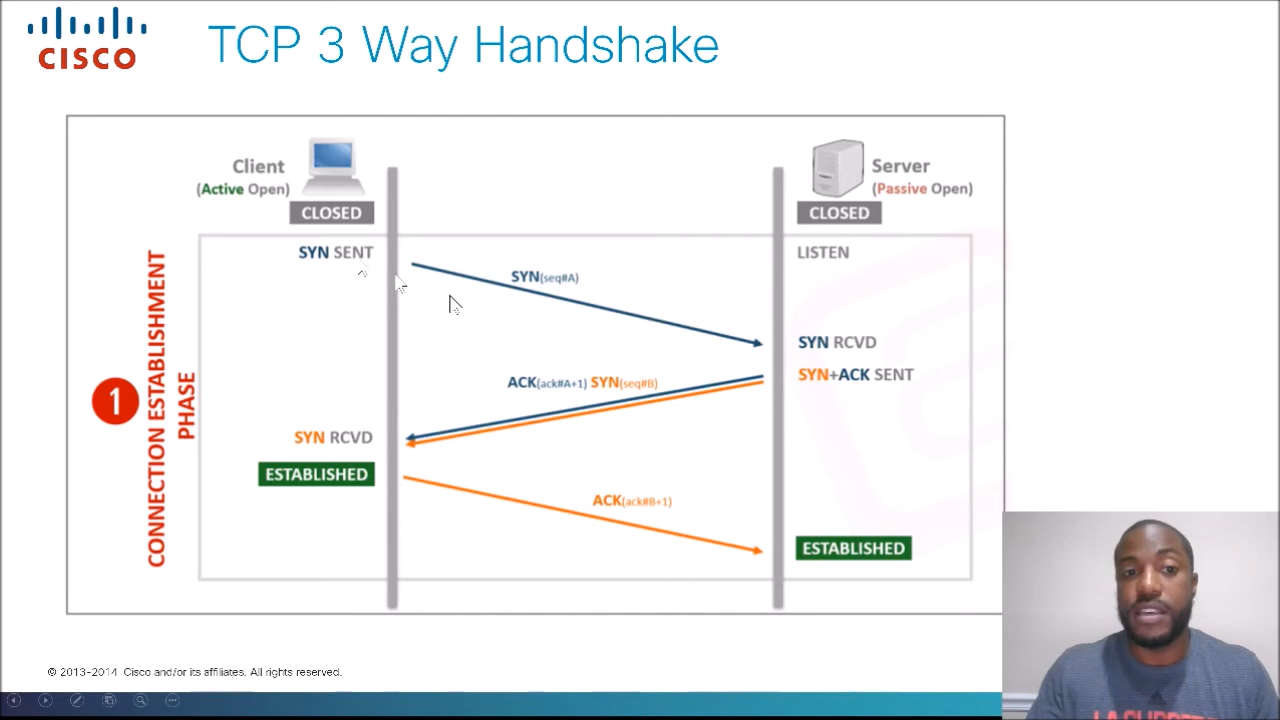 CISCO
TCP 3 Way Handshake
Client
(Active Open)
CLOSED
Server
(Passive Open)
CLOSED
1
CONNECTION ESTABLISHMENT
PHASE
SYN SENT
SYN(seq#A)
LISTEN
SYN RCVD
SYN+ACK SENT
ACK(ack#A+1) SYN(seq#B)
SYN RCVD
ESTABLISHED
ACK(ack#B+1)
ESTABLISHED
© 2013-2014 Cisco and/or its affiliates. All rights reserved.